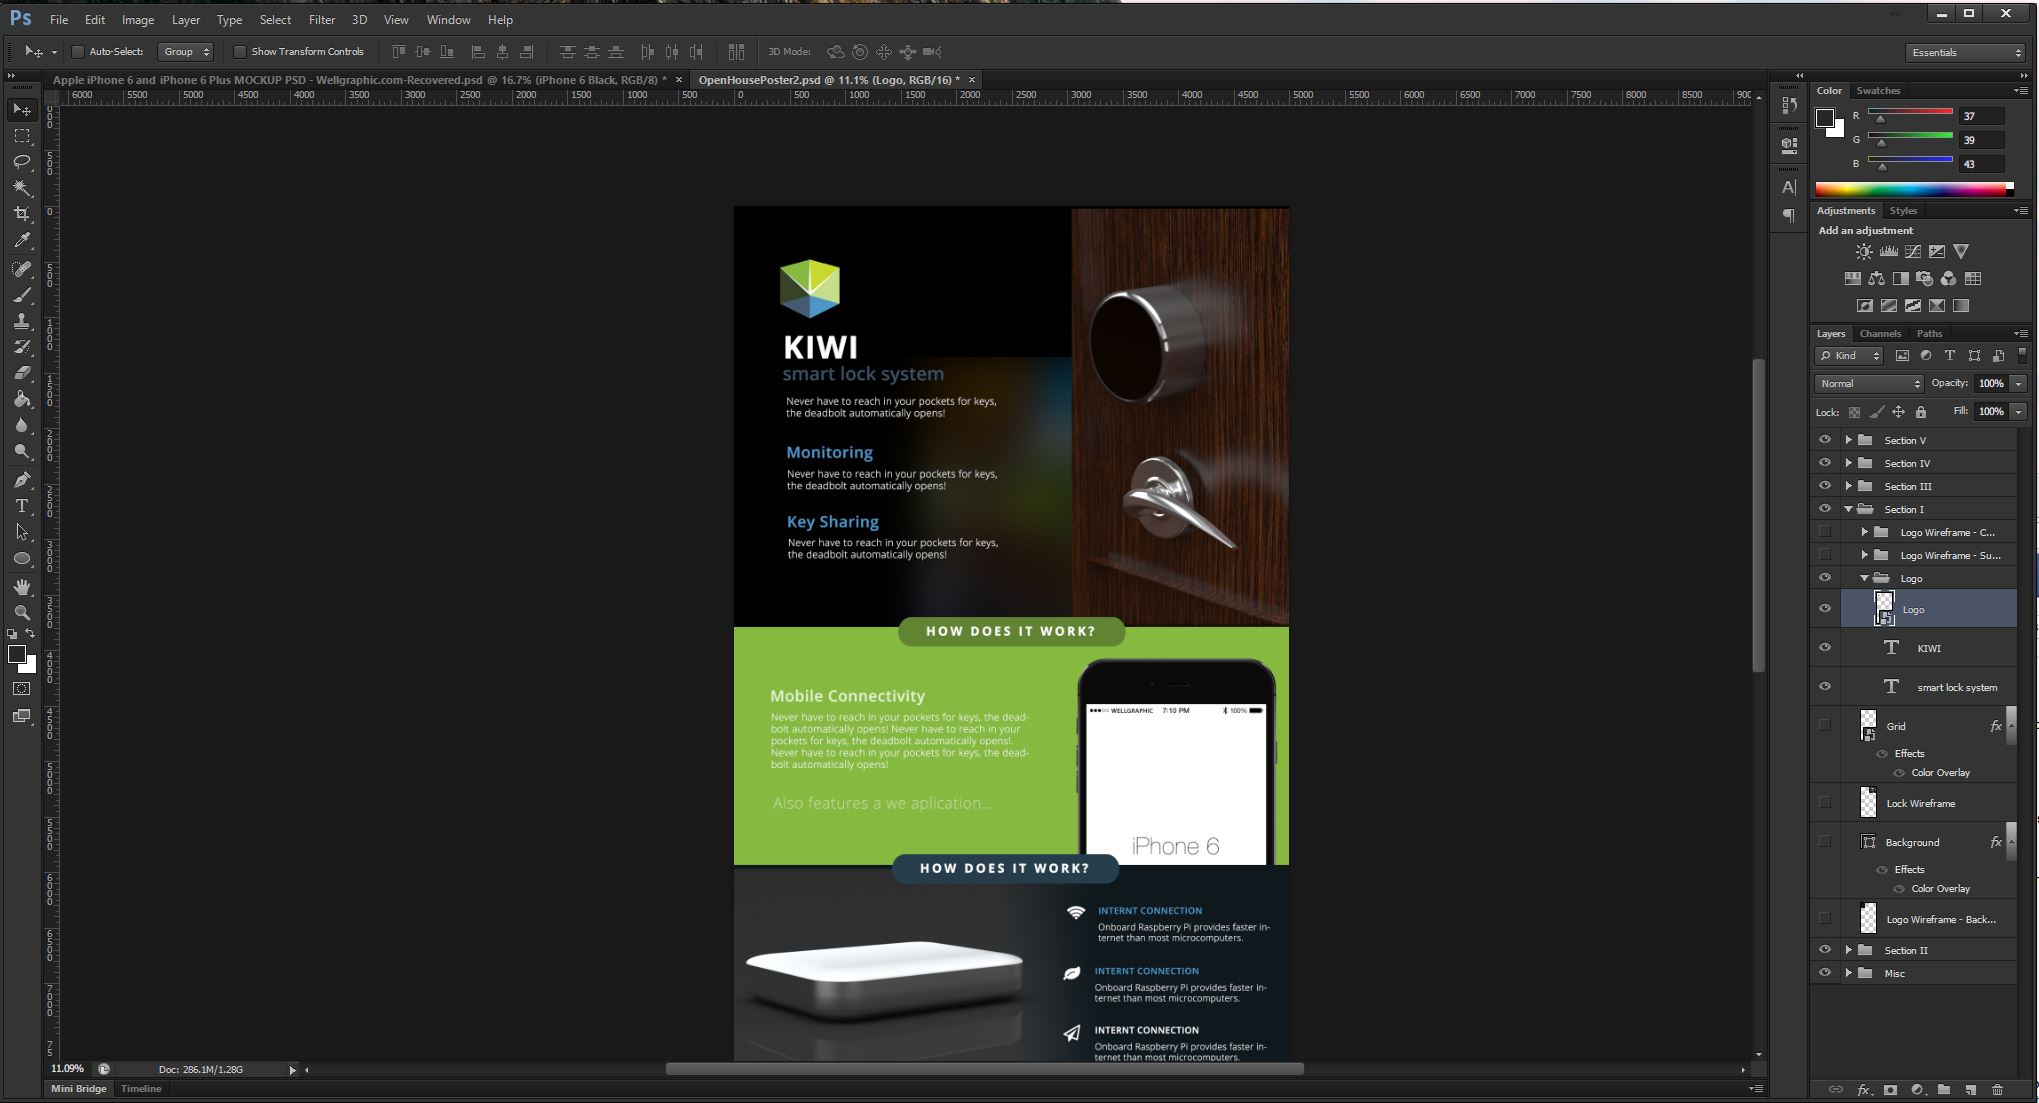 Ps File Edit Image Layer Type Select Filter 3D View Window Help
Auto-Select: Group Show Transform Controls 3D Mode: Essentials
Apple iPhone 6 and iPhone 6 Plus MOCKUP PSD - Wellgraphic.com-Recovered.psd @ 16.7% (iPhone 6 Black, RGB/8) * × OpenHousePoster2.psd @ 11.1% (Logo, RGB/16) * ×
6000 5500 5000 4500 4000 3500 3000 2500 2000 1500 1000 500 0 500 1000 1500 2000 2500 3000 3500 4000 4500 5000 5500 6000 6500 7000 7500 8000 8500 900
KIWI
smart lock system
Never have to reach in your pockets for keys,
the deadbolt automatically opens!
Monitoring
Never have to reach in your pockets for keys,
the deadbolt automatically opens!
Key Sharing
Never have to reach in your pockets for keys,
the deadbolt automatically opens!
HOW DOES IT WORK?
Mobile Connectivity
Never have to reach in your pockets for keys, the dead-
bolt automatically opens! Never have to reach in your
pockets for keys, the deadbolt automatically opens!.
Never have to reach in your pockets for keys, the dead-
bolt automatically opens!
Also features a we aplication...
WELLGRAPHIC 7:10 PM 100%
iPhone 6
HOW DOES IT WORK?
INTERNT CONNECTION
Onboard Raspberry Pi provides faster in-
ternet than most microcomputers.
INTERNT CONNECTION
Onboard Raspberry Pi provides faster in-
ternet than most microcomputers.
INTERNT CONNECTION
Onboard Raspberry Pi provides faster in-
ternet than most microcomputers.
Color Swatches
R 37
G 39
B 43
Adjustments Styles
Add an adjustment
Layers Channels Paths
Kind
Normal Opacity: 100%
Lock: Fill: 100%
Section V
Section IV
Section III
Section I
Logo Wireframe - C...
Logo Wireframe - Su...
Logo
Logo
KIWI
smart lock system
Grid fx
Effects
Color Overlay
Lock Wireframe
Background fx
Effects
Color Overlay
Logo Wireframe - Back...
Section II
Misc
11.09% Doc: 286.1M/1.28G
Mini Bridge Timeline